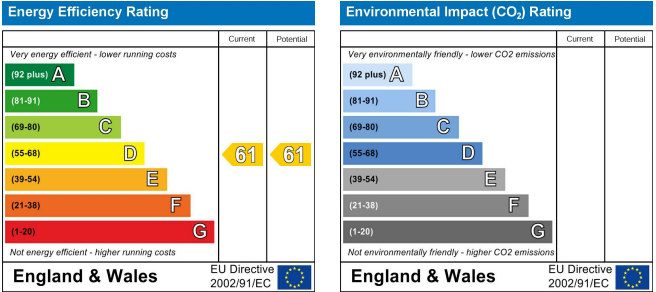 Energy Efficiency Rating
Current Potential
Very energy efficient - lower running costs
(92 plus) A
(81-91) B
(69-80) C
(55-68) D 61 61
(39-54) E
(21-38) F
(1-20) G
Not energy efficient - higher running costs
England & Wales
EU Directive
2002/91/EC
Environmental Impact (CO₂) Rating
Current Potential
Very environmentally friendly - lower CO2 emissions
(92 plus) A
(81-91) B
(69-80) C
(55-68) D
(39-54) E
(21-38) F
(1-20) G
Not environmentally friendly - higher CO2 emissions
England & Wales
EU Directive
2002/91/EC